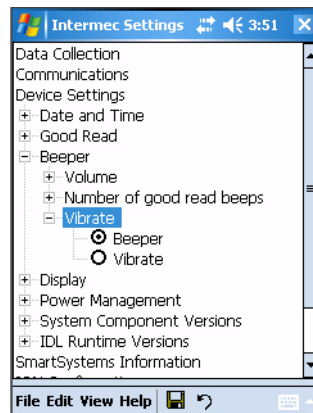 Intermec Settings 3:51
Data Collection
Communications
Device Settings
Date and Time
Good Read
Beeper
Volume
Number of good read beeps
Vibrate
Beeper
Vibrate
Display
Power Management
System Component Versions
IDL Runtime Versions
SmartSystems Information
File Edit View Help